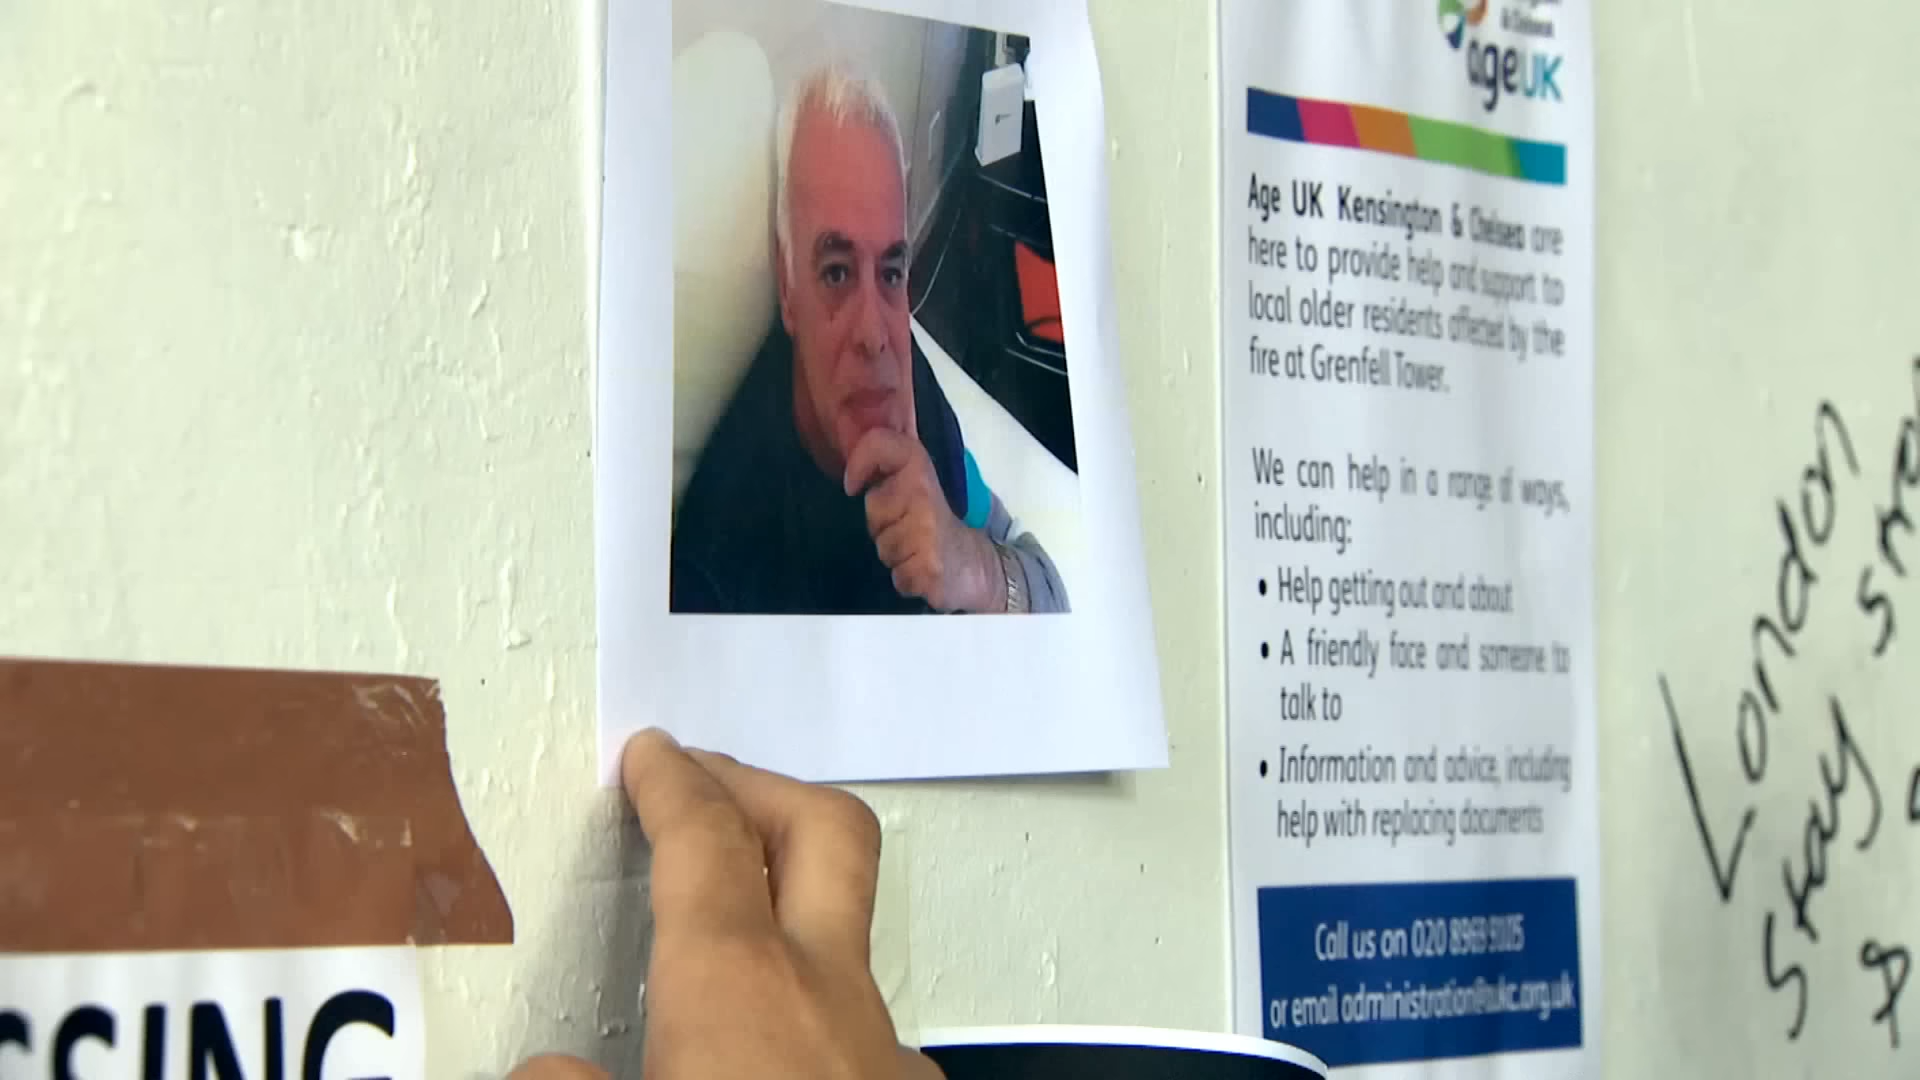 & Chelsea
ageUK
Age UK Kensington & Chelsea are
here to provide help and support to
local older residents affected by the
fire at Grenfell Tower.
We can help in a range of ways,
including:
• Help getting out and about
• A friendly face and someone to
talk to
• Information and advice, including
help with replacing documents
Call us on 020 8969 9105
or email administration@aukc.org.uk
London
Stay
&
SSING